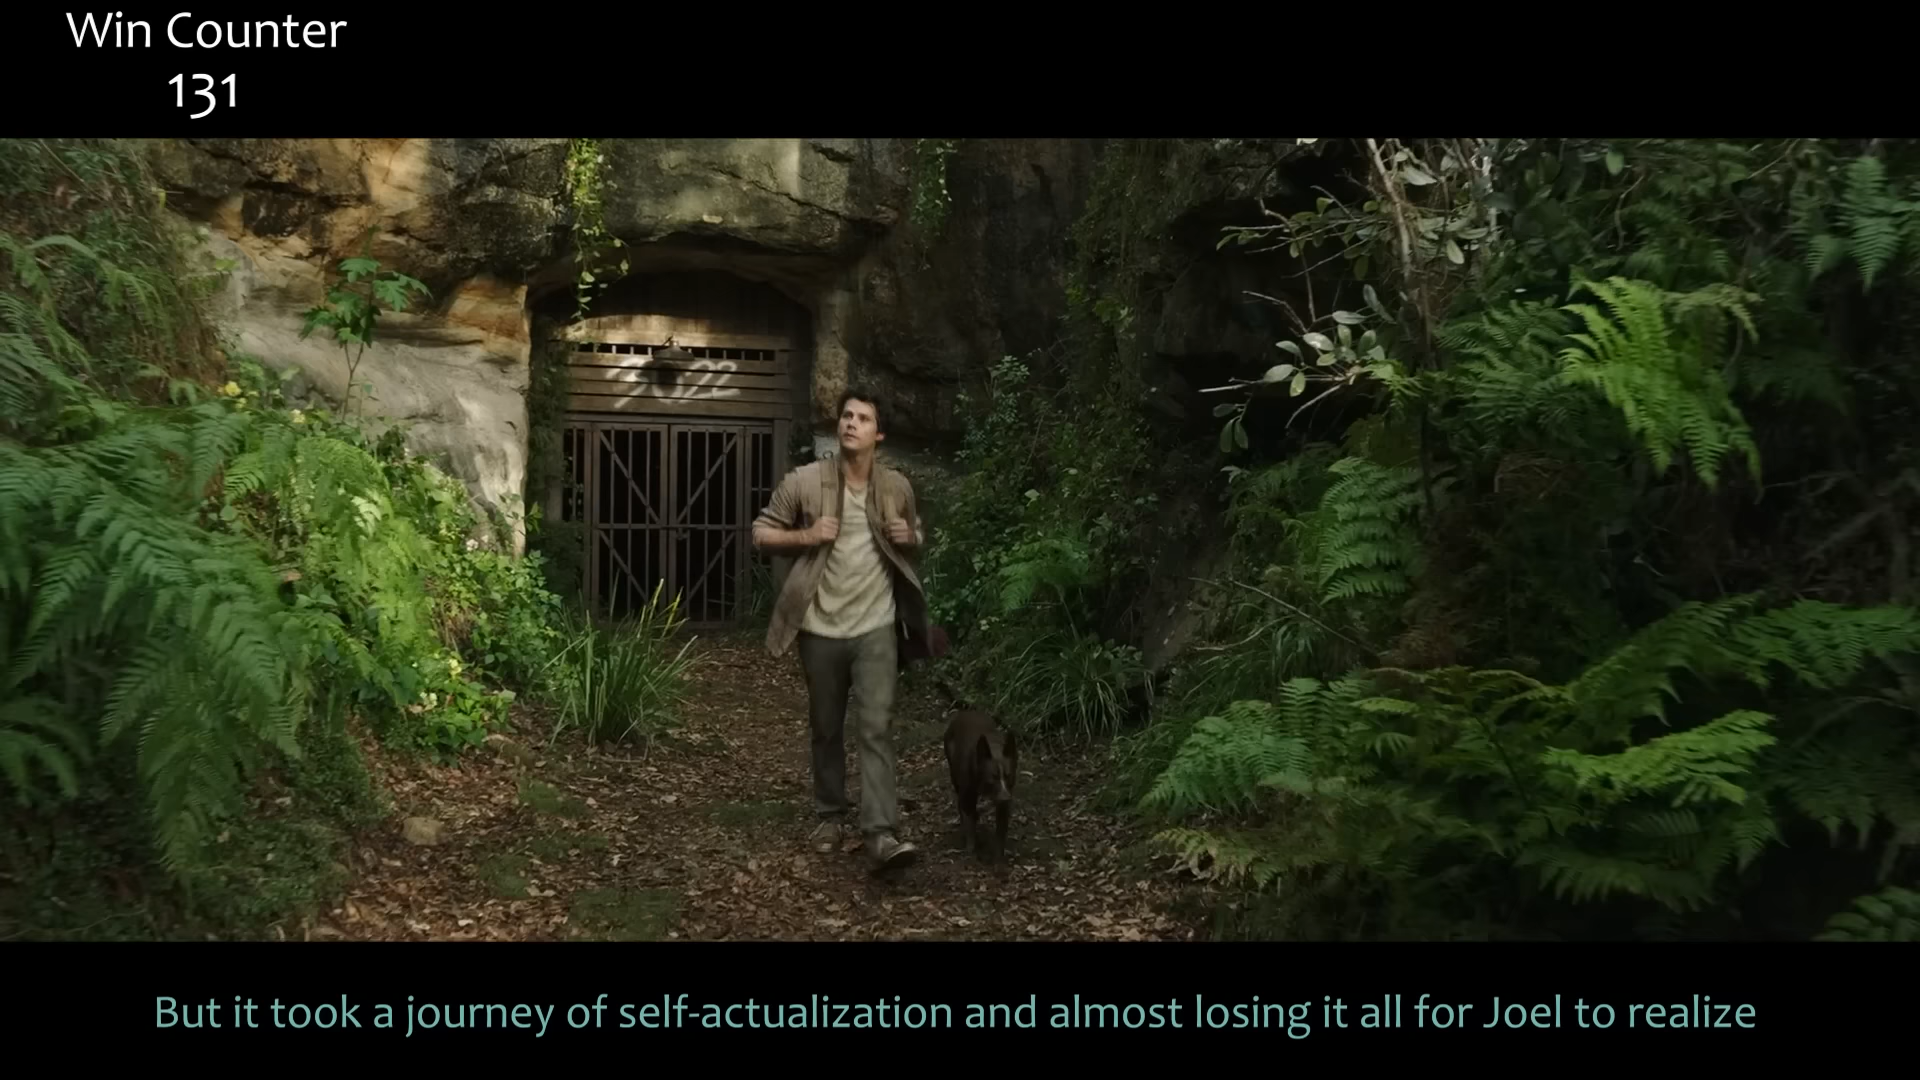 Win Counter
131
2022
But it took a journey of self-actualization and almost losing it all for Joel to realize